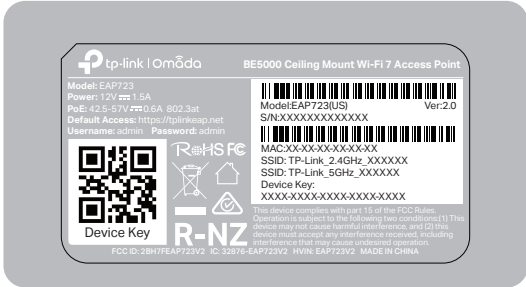 tp-link | omada
BE5000 Ceiling Mount Wi-Fi 7 Access Point
Model: EAP723
Power: 12V⎓1.5A
PoE: 42.5-57V⎓0.6A 802.3at
Default Access: https://tplinkeap.net
Username: admin Password: admin
Model:EAP723(US) Ver:2.0
S/N:XXXXXXXXXXXXX
MAC:XX-XX-XX-XX-XX-XX
SSID: TP-Link_2.4GHz_XXXXXX
SSID: TP-Link_5GHz_XXXXXX
Device Key:
XXXX-XXXX-XXXX-XXXX-XXXX
Device Key
RoHS FC
R-NZ
This device complies with part 15 of the FCC Rules.
Operation is subject to the following two conditions:(1) This
device may not cause harmful interference, and (2) this
device must accept any interference received, including
interference that may cause undesired operation.
FCC ID: 2BH7FEAP723V2 IC: 32876-EAP723V2 HVIN: EAP723V2 MADE IN CHINA